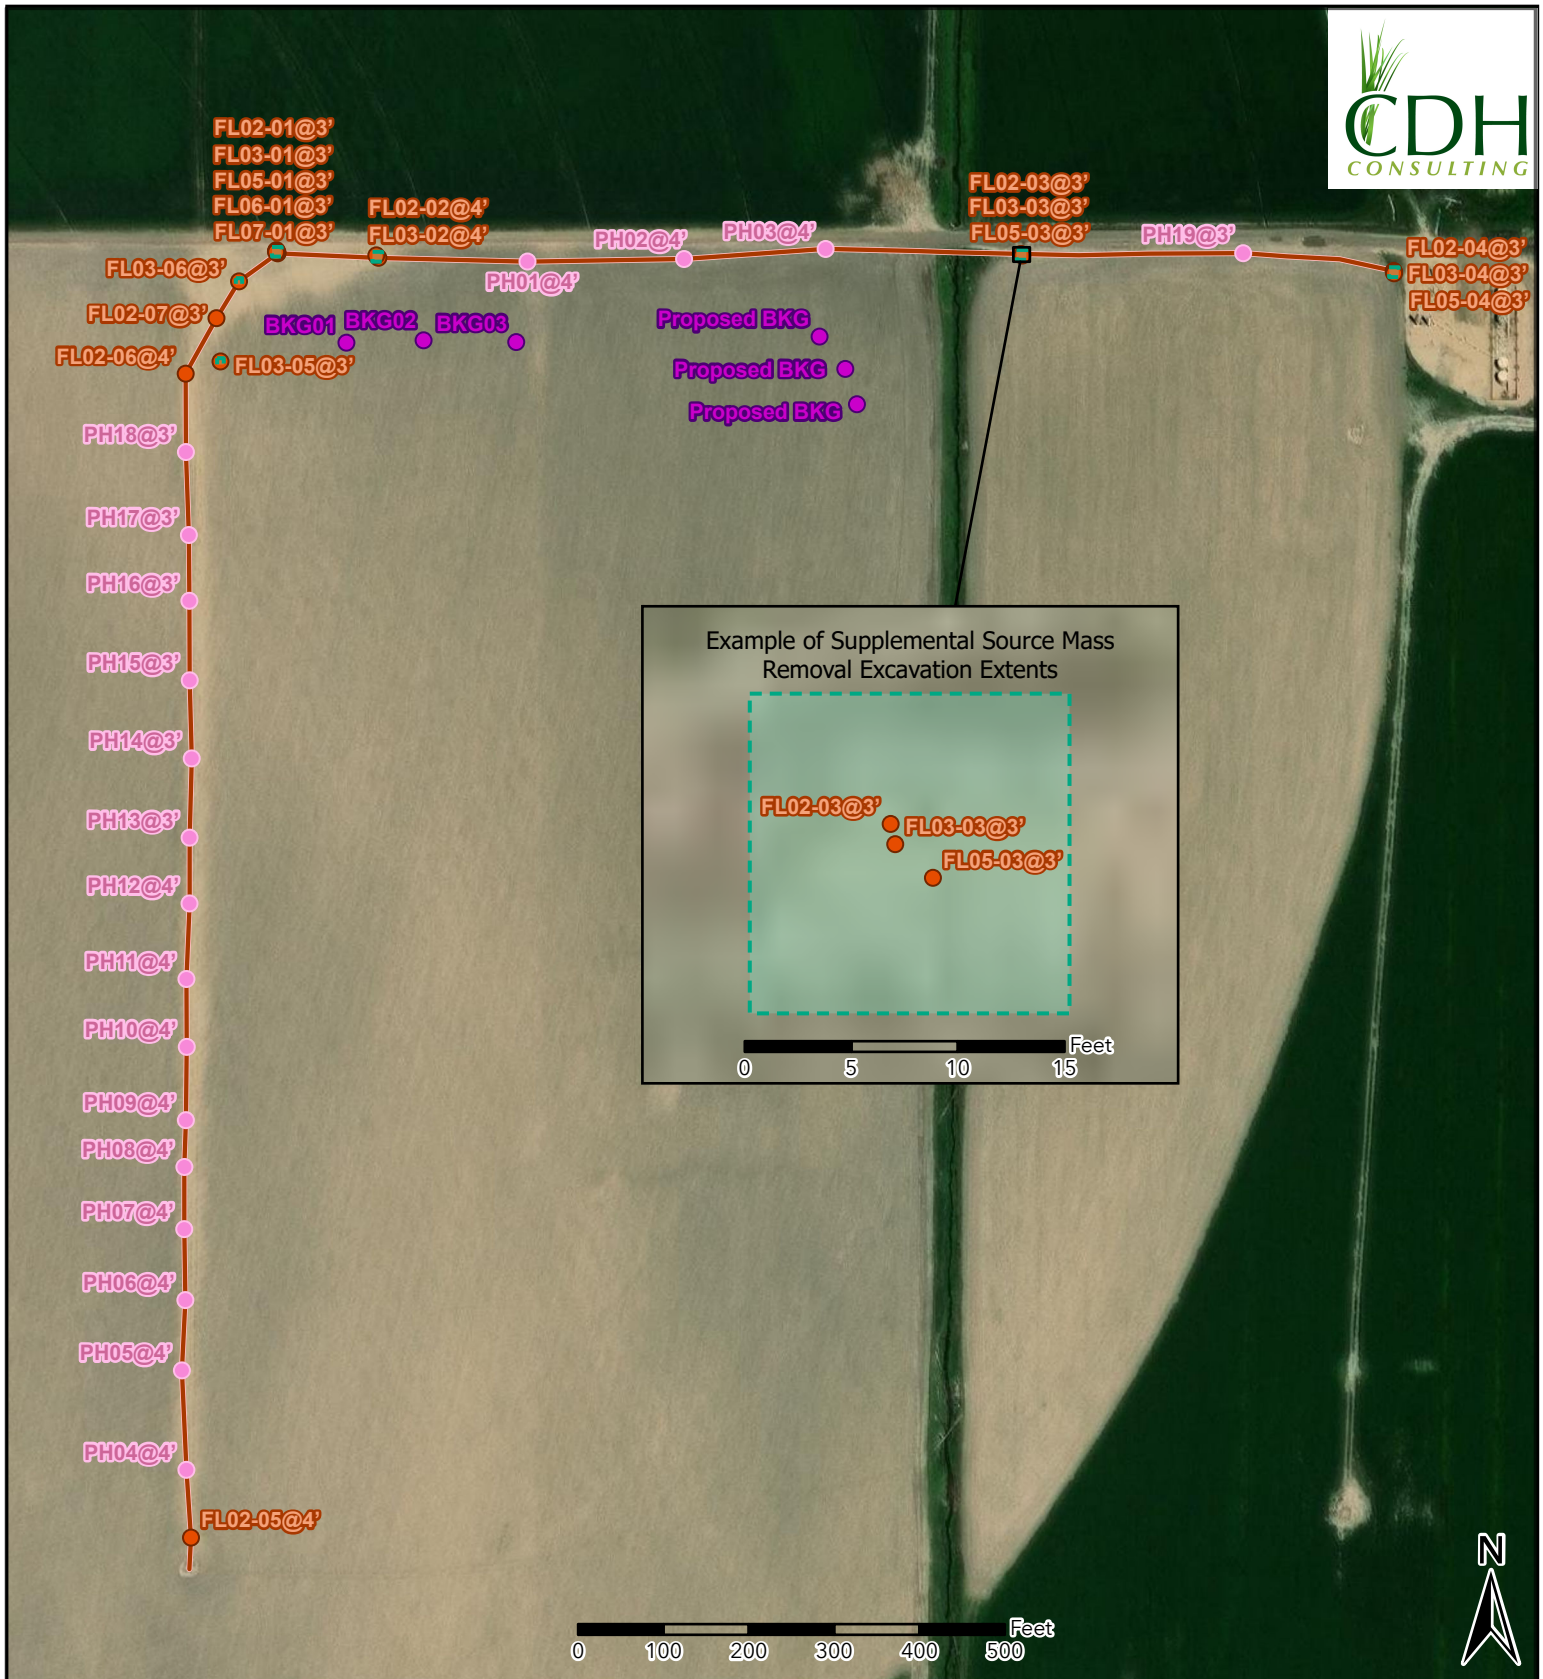 CDH
CONSULTING
FL02-01@3’
FL03-01@3’
FL05-01@3’
FL06-01@3’
FL07-01@3’
FL02-02@4’
FL03-02@4’
PH01@4’
PH02@4’
PH03@4’
FL02-03@3’
FL03-03@3’
FL05-03@3’
PH19@3’
FL02-04@3’
FL03-04@3’
FL05-04@3’
FL03-06@3’
FL02-07@3’
FL02-06@4’
FL03-05@3’
BKG01
BKG02
BKG03
Proposed BKG
Proposed BKG
Proposed BKG
PH18@3’
PH17@3’
PH16@3’
PH15@3’
PH14@3’
PH13@3’
PH12@4’
PH11@4’
PH10@4’
PH09@4’
PH08@4’
PH07@4’
PH06@4’
PH05@4’
PH04@4’
FL02-05@4’
Example of Supplemental Source Mass
Removal Excavation Extents
FL02-03@3’
FL03-03@3’
FL05-03@3’
Feet
0 5 10 15
Feet
0 100 200 300 400 500
N